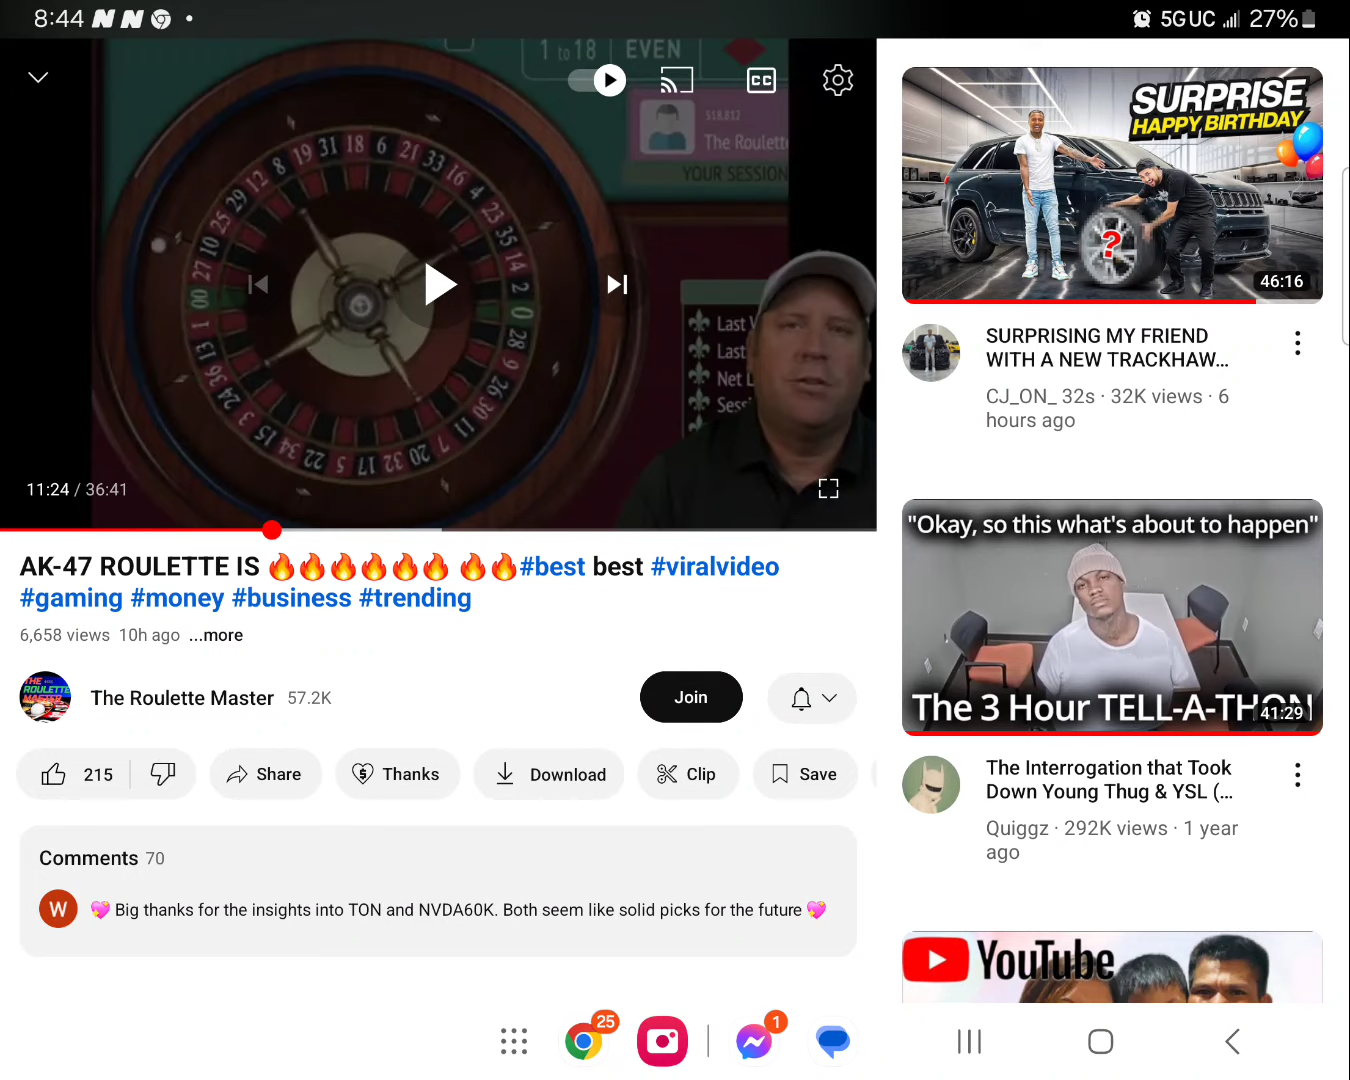 8:44
5G UC 27%
1 to 18 EVEN
518,812
The Roulett
YOUR SESSION
Last
Last
Net
Sess
11:24 / 36:41
AK-47 ROULETTE IS 🔥🔥🔥🔥🔥🔥 🔥🔥#best best #viralvideo
#gaming #money #business #trending
6,658 views 10h ago ...more
THE
ROULETTE
MASTER
The Roulette Master 57.2K
Join
215
Share
Thanks
Download
Clip
Save
Comments 70
W
💖 Big thanks for the insights into TON and NVDA60K. Both seem like solid picks for the future 💖
SURPRISE
HAPPY BIRTHDAY
?
46:16
SURPRISING MY FRIEND
WITH A NEW TRACKHAW...
CJ_ON_ 32s · 32K views · 6
hours ago
"Okay, so this what's about to happen"
The 3 Hour TELL-A-THON
41:29
The Interrogation that Took
Down Young Thug & YSL (...
Quiggz · 292K views · 1 year
ago
YouTube
25
1